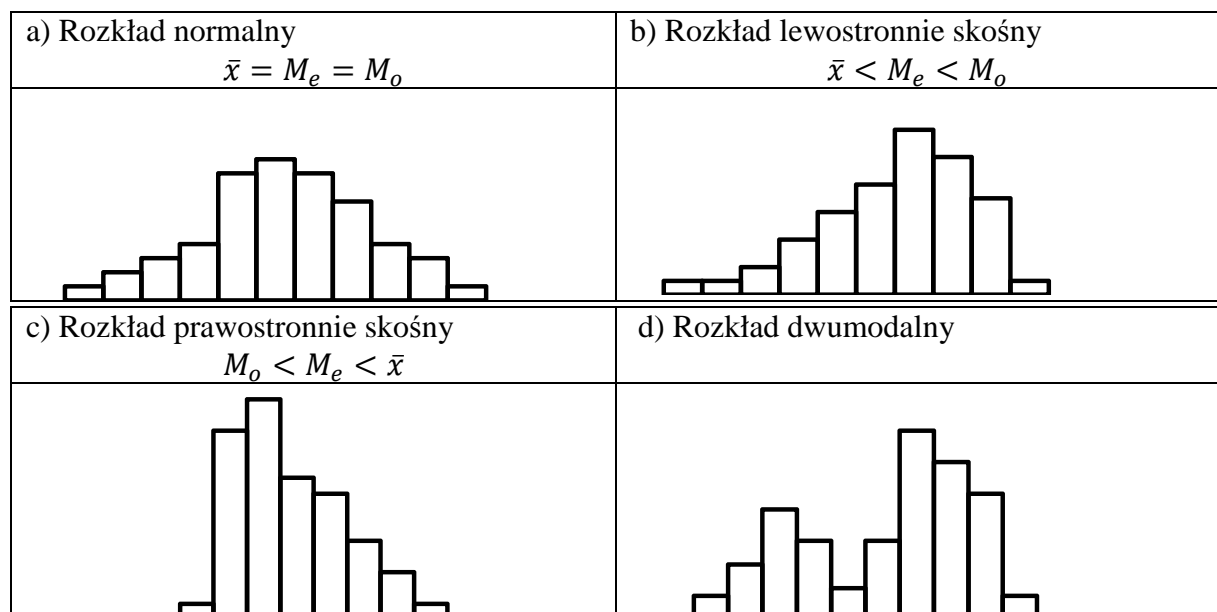 a) Rozkład normalny
x̄ = Mₑ = Mₒ
b) Rozkład lewostronnie skośny
x̄ < Mₑ < Mₒ
c) Rozkład prawostronnie skośny
Mₒ < Mₑ < x̄
d) Rozkład dwumodalny